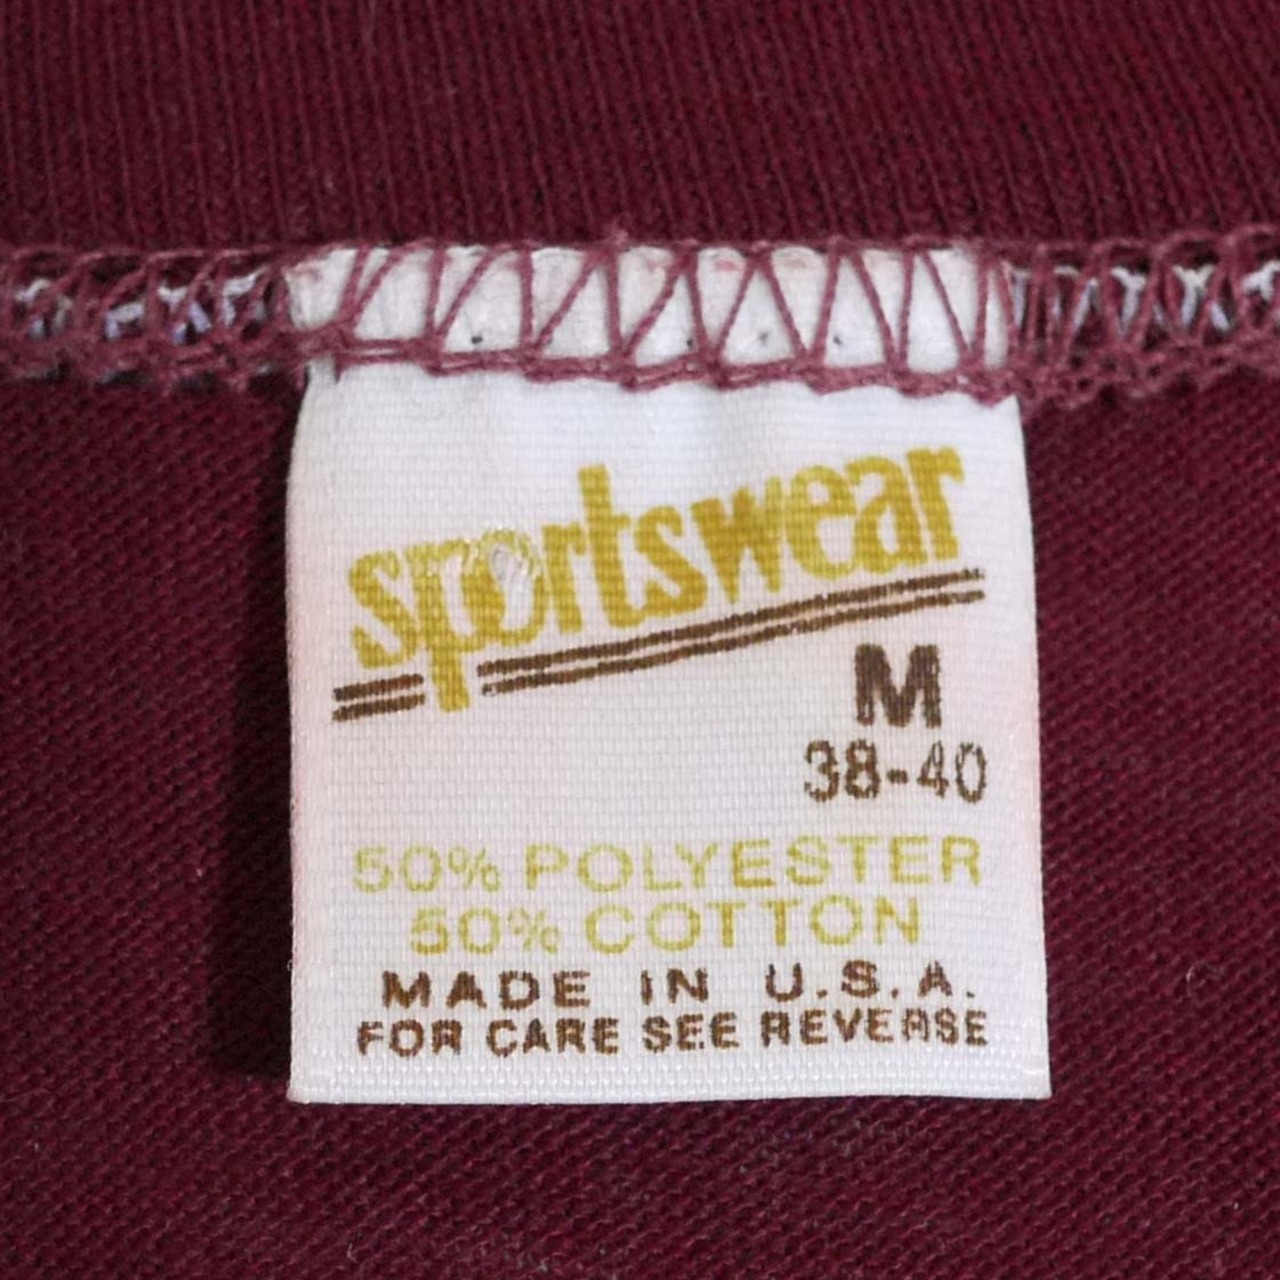 sportswear
M
38-40
50% POLYESTER
50% COTTON
MADE IN U.S.A.
FOR CARE SEE REVERSE